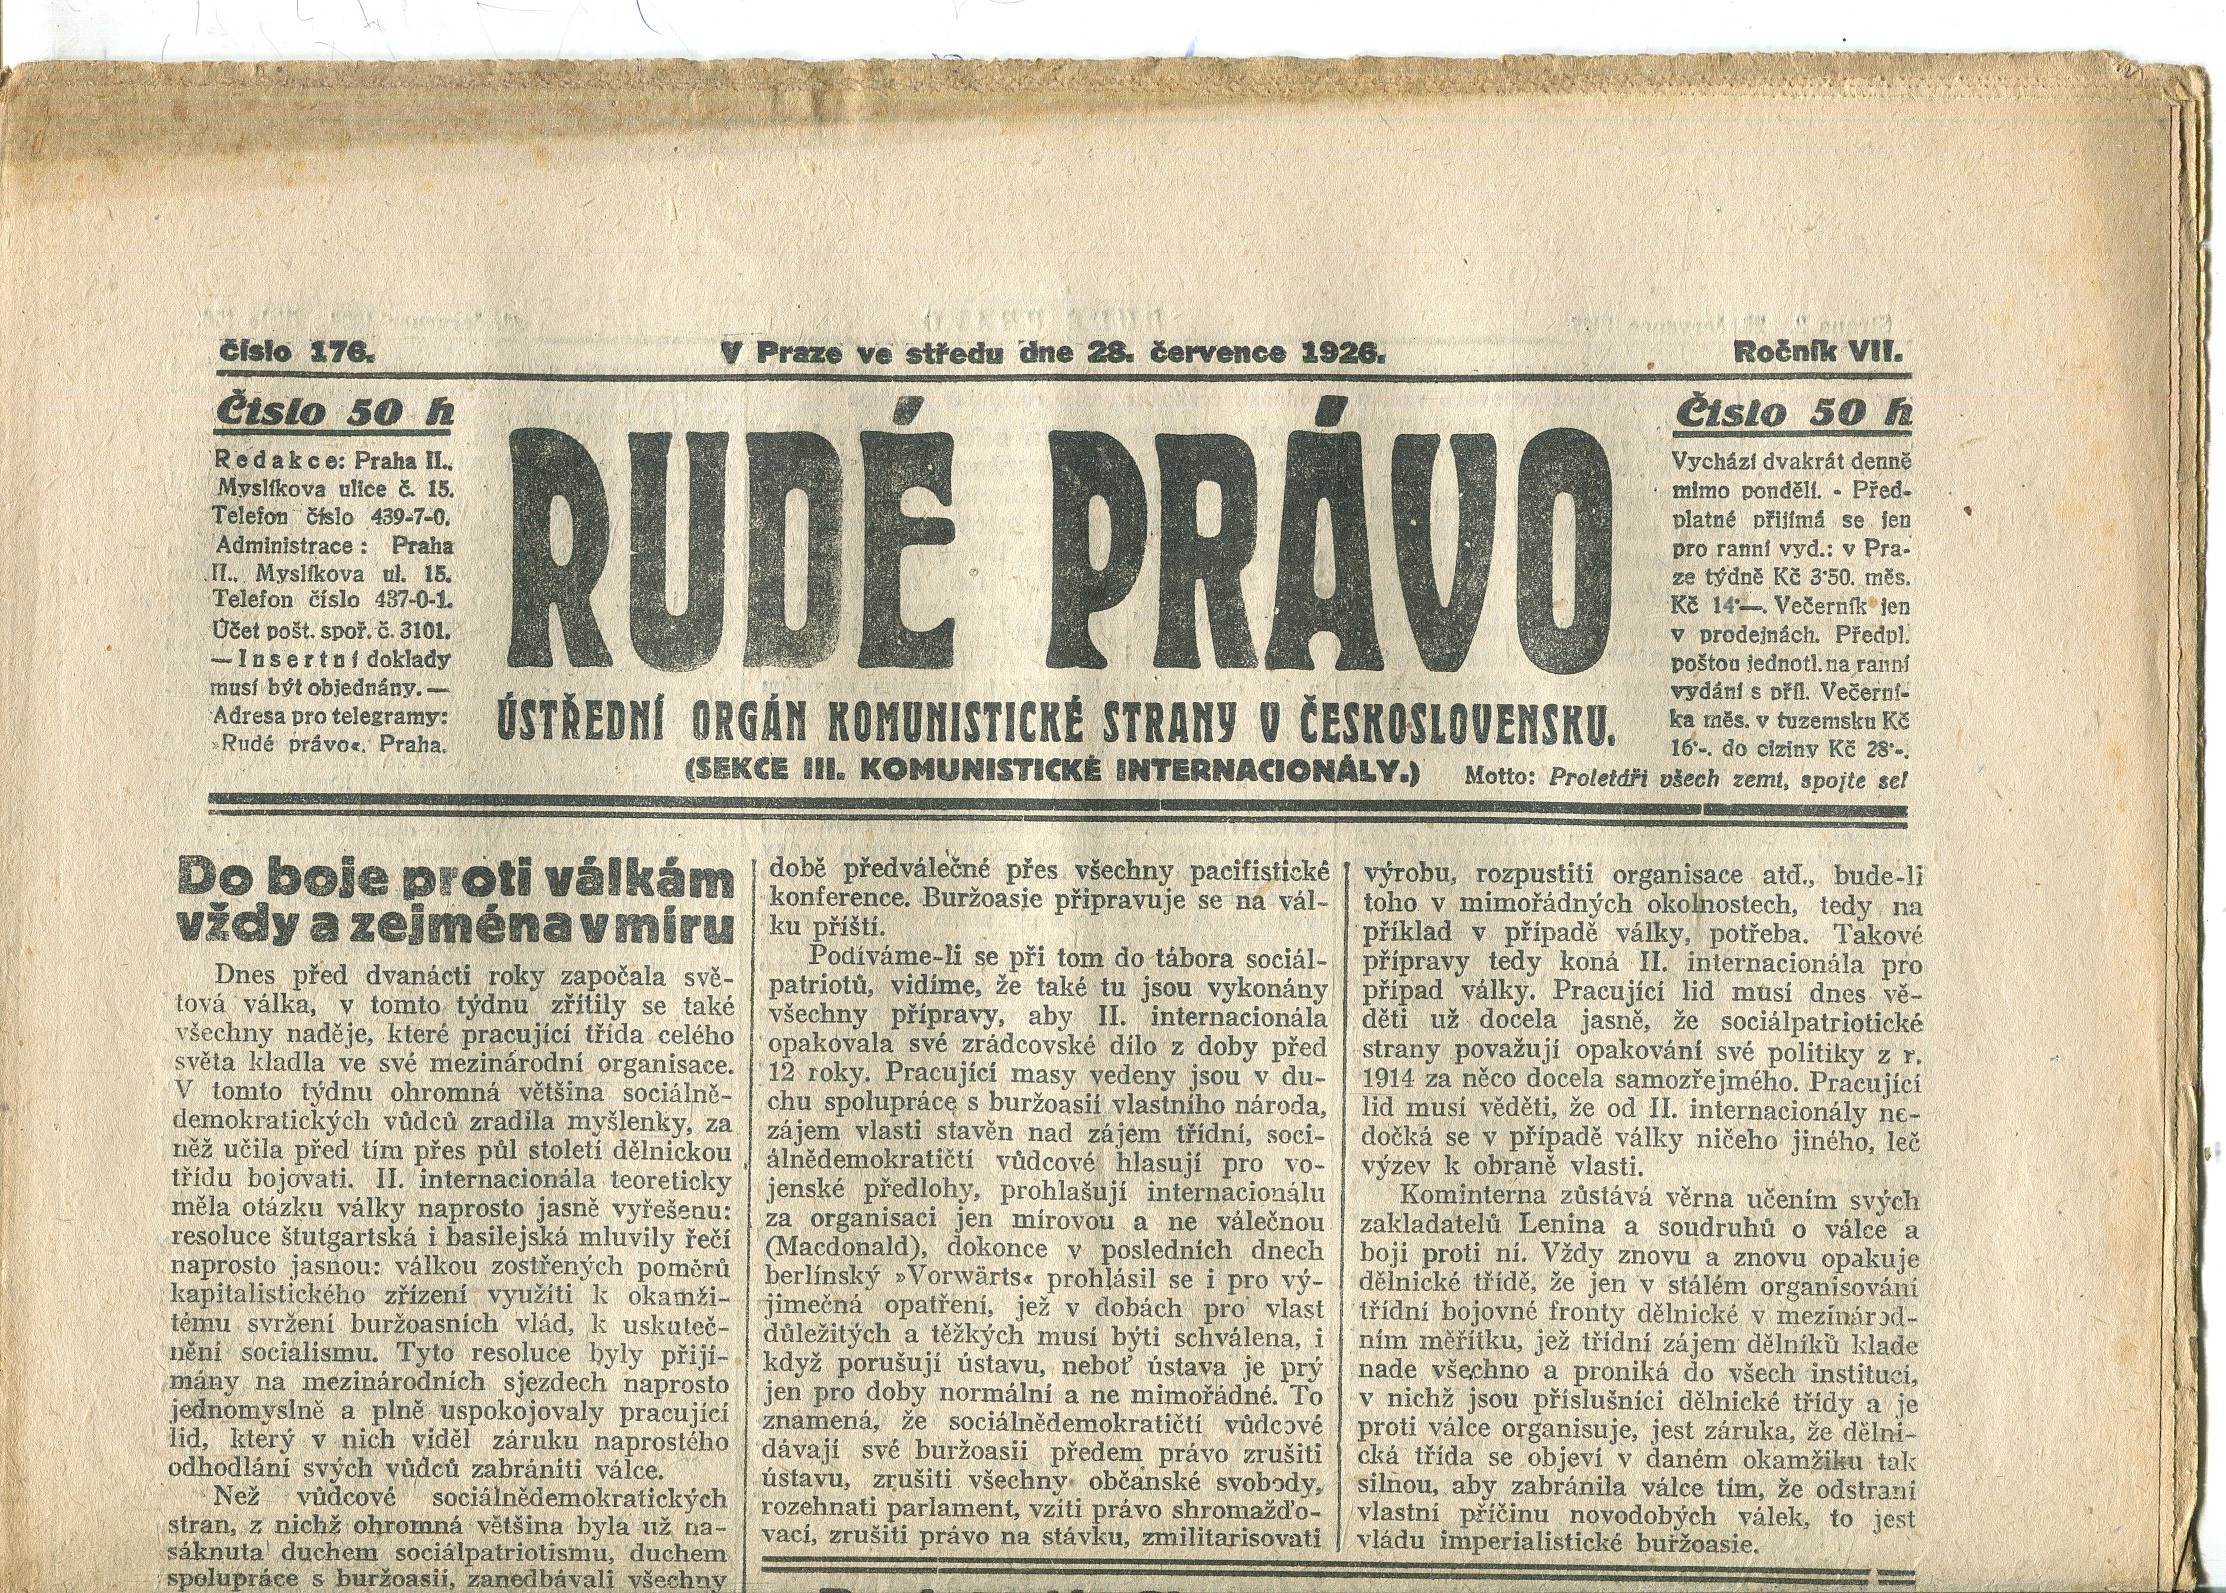 číslo 176.
V Praze ve středu dne 28. července 1926.
Ročník VII.
Číslo 50 h
Redakce: Praha II.,
Myslíkova ulice č. 15.
Telefon číslo 439-7-0.
Administrace: Praha
II., Myslíkova ul. 15.
Telefon číslo 437-0-1.
Účet pošt. spoř. č. 3101.
— Insertní doklady
musí být objednány. —
Adresa pro telegramy:
»Rudé právo«, Praha.
RUDÉ PRÁVO
ÚSTŘEDNÍ ORGÁN KOMUNISTICKÉ STRANY V ČESKOSLOVENSKU.
(SEKCE III. KOMUNISTICKÉ INTERNACIONÁLY.)
Motto: Proletáři všech zemí, spojte se!
Číslo 50 h
Vychází dvakrát denně
mimo pondělí. - Před-
platné přijímá se jen
pro ranní vyd.: v Pra-
ze týdně Kč 3·50. měs.
Kč 14·—. Večerník jen
v prodejnách. Předpl.
poštou jednotl. na ranní
vydání s příl. Večerní-
ka měs. v tuzemsku Kč
16·-. do ciziny Kč 28·-.
Do boje proti válkám
vždy a zejména v míru
Dnes před dvanácti roky započala svě-
tová válka, v tomto týdnu zřítily se také
všechny naděje, které pracující třída celého
světa kladla ve své mezinárodní organisace.
V tomto týdnu ohromná většina sociálně-
demokratických vůdců zradila myšlenky, za
něž učila před tím přes půl století dělnickou
třídu bojovati. II. internacionála teoreticky
měla otázku války naprosto jasně vyřešenu:
resoluce štutgartská i basilejská mluvily řečí
naprosto jasnou: válkou zostřených poměrů
kapitalistického zřízení využíti k okamži-
tému svržení buržoasních vlád, k uskuteč-
nění socialismu. Tyto resoluce byly přijí-
mány na mezinárodních sjezdech naprosto
jednomyslně a plně uspokojovaly pracující
lid, který v nich viděl záruku naprostého
odhodlání svých vůdců zabrániti válce.
Než vůdcové sociálnědemokratických
stran, z nichž ohromná většina byla už na-
sáknuta duchem sociálpatriotismu, duchem
spolupráce s buržoasií, zanedbávali všechny
době předválečné přes všechny pacifistické
konference. Buržoasie připravuje se na vál-
ku příští.
Podíváme-li se při tom do tábora sociál-
patriotů, vidíme, že také tu jsou vykonány
všechny přípravy, aby II. internacionála
opakovala své zrádcovské dílo z doby před
12 roky. Pracující masy vedeny jsou v du-
chu spolupráce s buržoasií vlastního národa,
zájem vlasti stavěn nad zájem třídní, soci-
álnědemokratičtí vůdcové hlasují pro vo-
jenské předlohy, prohlašují internacionálu
za organisaci jen mírovou a ne válečnou
(Macdonald), dokonce v posledních dnech
berlínský »Vorwärts« prohlásil se i pro vý-
jimečná opatření, jež v dobách pro vlast
důležitých a těžkých musí býti schválena, i
když porušují ústavu, neboť ústava je prý
jen pro doby normální a ne mimořádné. To
znamená, že sociálnědemokratičtí vůdcové
dávají své buržoasii předem právo zrušiti
ústavu, zrušiti všechny občanské svobody,
rozehnati parlament, vzíti právo shromažďo-
vací, zrušiti právo na stávku, zmilitarisovati
výrobu, rozpustiti organisace atd., bude-li
toho v mimořádných okolnostech, tedy na
příklad v případě války, potřeba. Takové
přípravy tedy koná II. internacionála pro
případ války. Pracující lid musí dnes vě-
děti už docela jasně, že sociálpatriotické
strany považují opakování své politiky z r.
1914 za něco docela samozřejmého. Pracující
lid musí věděti, že od II. internacionály ne-
dočká se v případě války ničeho jiného, leč
výzev k obraně vlasti.
Kominterna zůstává věrna učením svých
zakladatelů Lenina a soudruhů o válce a
boji proti ní. Vždy znovu a znovu opakuje
dělnické třídě, že jen v stálém organisování
třídní bojovné fronty dělnické v mezinárod-
ním měřítku, jež třídní zájem dělníků klade
nade všechno a proniká do všech institucí,
v nichž jsou příslušníci dělnické třídy a je
proti válce organisuje, jest záruka, že dělni-
cká třída se objeví v daném okamžiku tak
silnou, aby zabránila válce tím, že odstraní
vlastní příčinu novodobých válek, to jest
vládu imperialistické buržoasie.